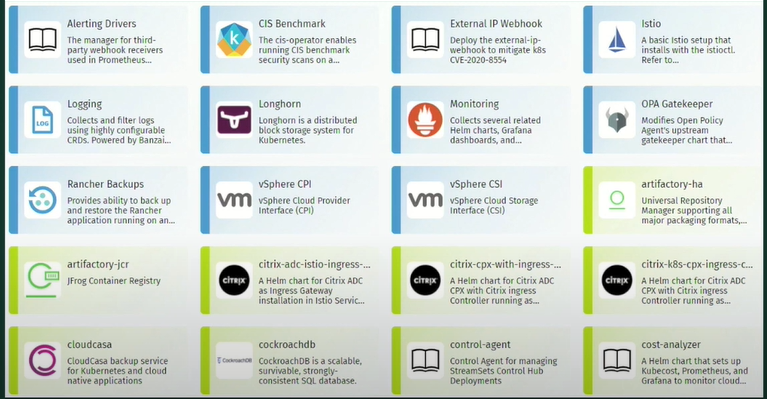 Alerting Drivers
The manager for third-
party webhook receivers
used in Prometheus...
CIS Benchmark
The cis-operator enables
running CIS benchmark
security scans on a...
External IP Webhook
Deploy the external-ip-
webhook to mitigate k8s
CVE-2020-8554
Istio
A basic Istio setup that
installs with the istioctl.
Refer to...
LOG
Logging
Collects and filter logs
using highly configurable
CRDs. Powered by Banzai...
Longhorn
Longhorn is a distributed
block storage system for
Kubernetes.
Monitoring
Collects several related
Helm charts, Grafana
dashboards, and...
OPA Gatekeeper
Modifies Open Policy
Agent's upstream
gatekeeper chart that...
Rancher Backups
Provides ability to back up
and restore the Rancher
application running on an...
vm
vSphere CPI
vSphere Cloud Provider
Interface (CPI)
vm
vSphere CSI
vSphere Cloud Storage
Interface (CSI)
artifactory-ha
Universal Repository
Manager supporting all
major packaging formats,...
artifactory-jcr
JFrog Container Registry
CITRIX
citrix-adc-istio-ingress-...
A Helm chart for Citrix ADC
as Ingress Gateway
installation in Istio Servic...
CITRIX
citrix-cpx-with-ingress-...
A Helm chart for Citrix ADC
CPX with Citrix ingress
Controller running as...
CITRIX
citrix-k8s-cpx-ingress-c...
A Helm chart for Citrix ADC
CPX with Citrix ingress
Controller running as...
cloudcasa
CloudCasa backup service
for Kubernetes and cloud
native applications
CockroachDB
cockroachdb
CockroachDB is a scalable,
survivable, strongly-
consistent SQL database.
control-agent
Control Agent for managing
StreamSets Control Hub
Deployments
cost-analyzer
A Helm chart that sets up
Kubecost, Prometheus, and
Grafana to monitor cloud...